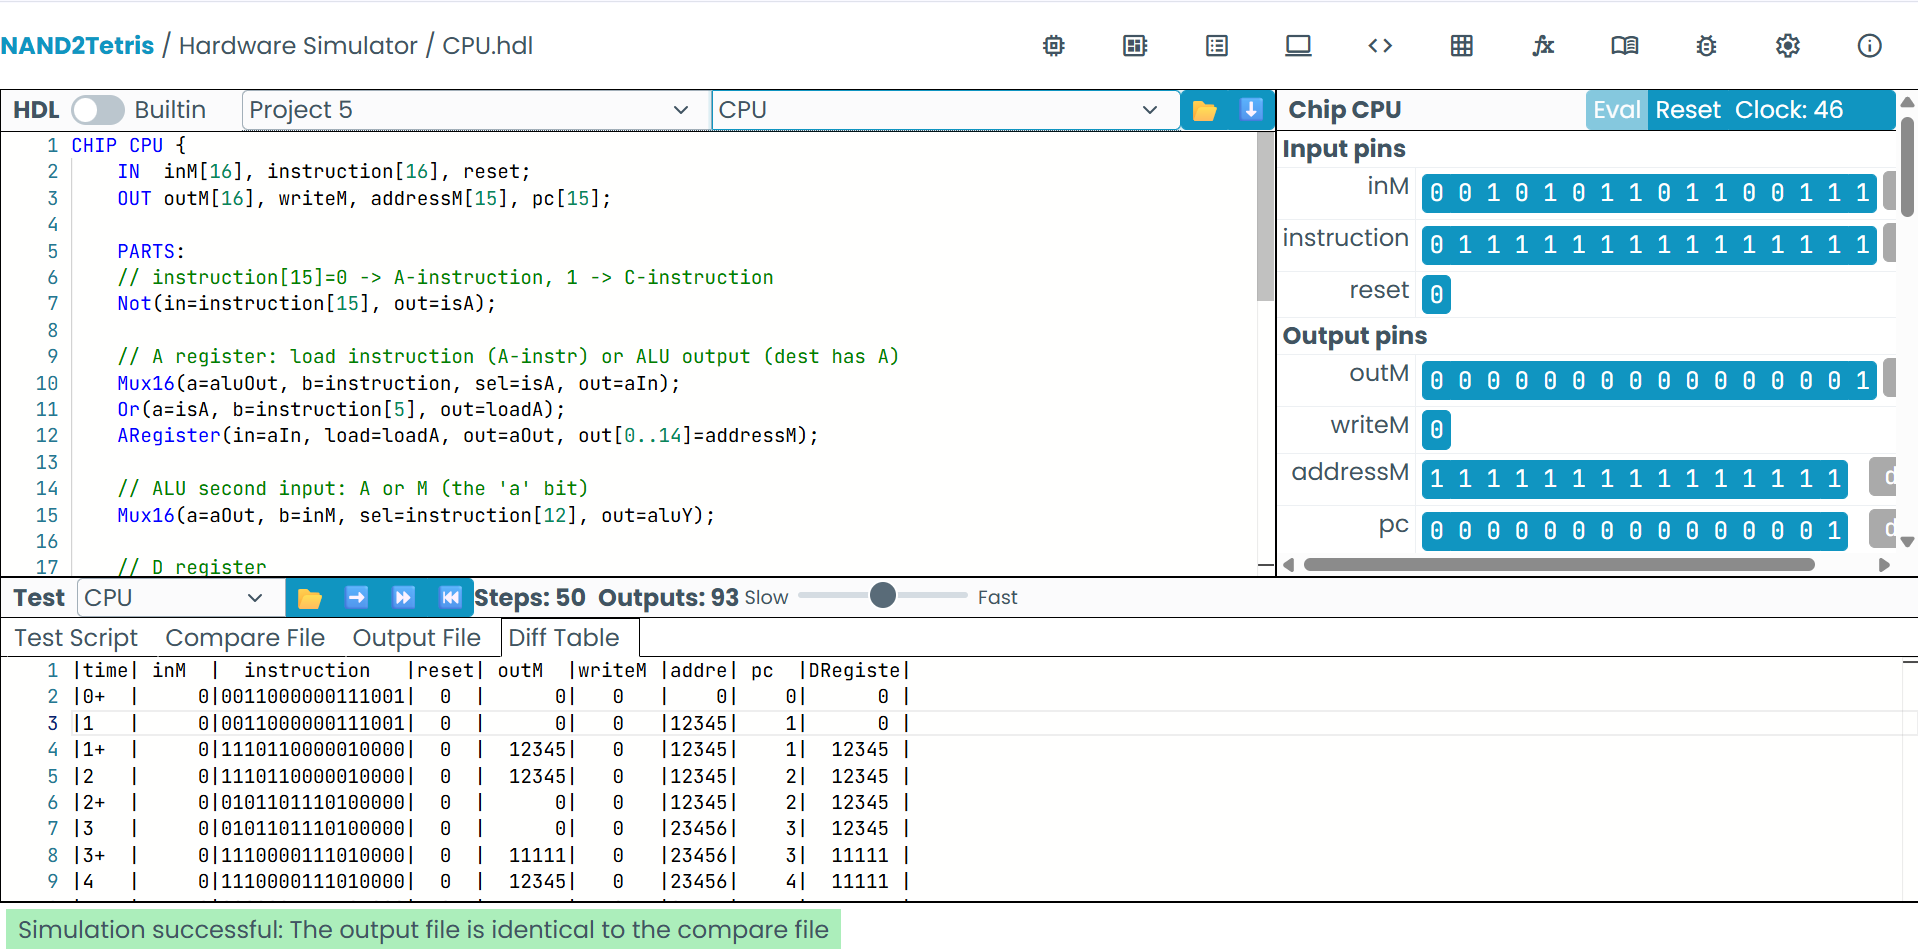 NAND2Tetris / Hardware Simulator / CPU.hdl
HDL Builtin Project 5 CPU
1 CHIP CPU {
2     IN  inM[16], instruction[16], reset;
3     OUT outM[16], writeM, addressM[15], pc[15];
4
5     PARTS:
6     // instruction[15]=0 -> A-instruction, 1 -> C-instruction
7     Not(in=instruction[15], out=isA);
8
9     // A register: load instruction (A-instr) or ALU output (dest has A)
10     Mux16(a=aluOut, b=instruction, sel=isA, out=aIn);
11     Or(a=isA, b=instruction[5], out=loadA);
12     ARegister(in=aIn, load=loadA, out=aOut, out[0..14]=addressM);
13
14     // ALU second input: A or M (the 'a' bit)
15     Mux16(a=aOut, b=inM, sel=instruction[12], out=aluY);
16
17     // D register
Chip CPU Eval Reset Clock: 46
Input pins
inM 0 0 1 0 1 0 1 1 0 1 1 0 0 1 1 1
instruction 0 1 1 1 1 1 1 1 1 1 1 1 1 1 1 1
reset 0
Output pins
outM 0 0 0 0 0 0 0 0 0 0 0 0 0 0 0 1
writeM 0
addressM 1 1 1 1 1 1 1 1 1 1 1 1 1 1 1
pc 0 0 0 0 0 0 0 0 0 0 0 0 0 0 1
Test CPU Steps: 50 Outputs: 93 Slow Fast
Test Script Compare File Output File Diff Table
1 |time| inM  |  instruction   |reset| outM  |writeM |addre| pc  |DRegiste|
2 |0+  |     0|0011000000111001|  0  |      0|   0   |    0|    0|      0 |
3 |1   |     0|0011000000111001|  0  |      0|   0   |12345|    1|      0 |
4 |1+  |     0|1110110000010000|  0  |  12345|   0   |12345|    1|  12345 |
5 |2   |     0|1110110000010000|  0  |  12345|   0   |12345|    2|  12345 |
6 |2+  |     0|0101101110100000|  0  |      0|   0   |12345|    2|  12345 |
7 |3   |     0|0101101110100000|  0  |      0|   0   |23456|    3|  12345 |
8 |3+  |     0|1110000111010000|  0  |  11111|   0   |23456|    3|  11111 |
9 |4   |     0|1110000111010000|  0  |  12345|   0   |23456|    4|  11111 |
Simulation successful: The output file is identical to the compare file